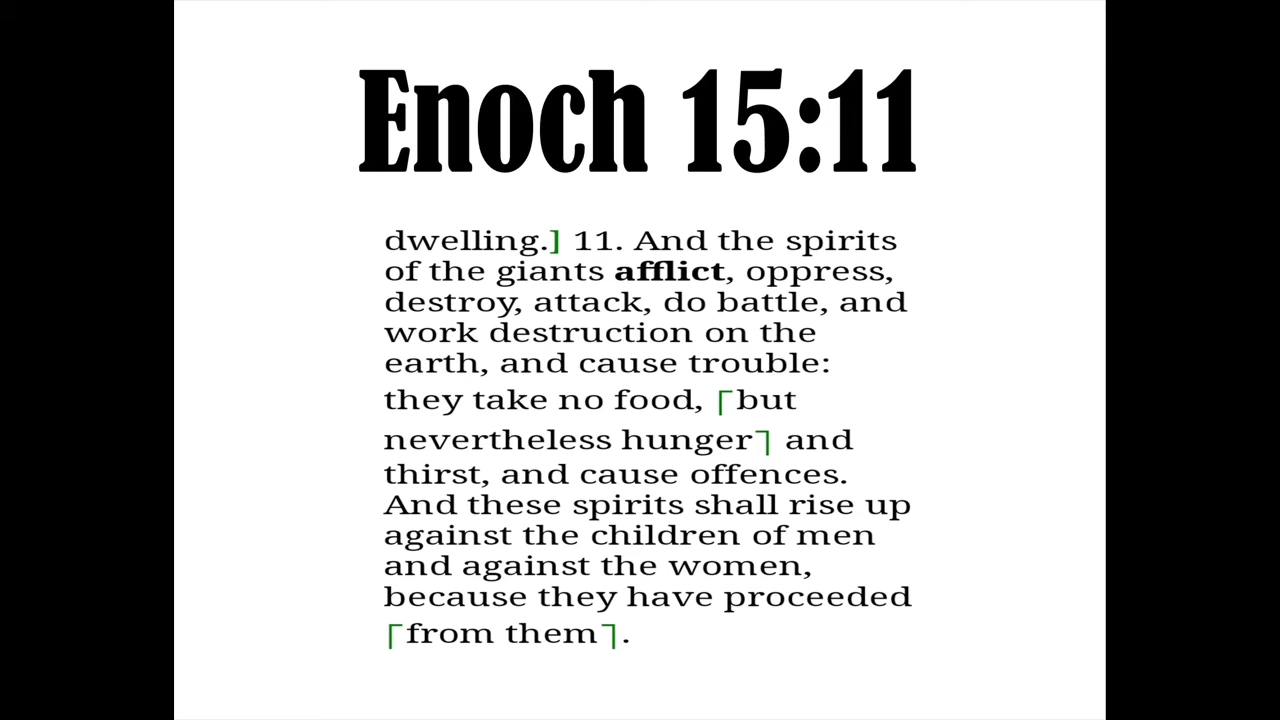 Enoch 15:11
dwelling.] 11. And the spirits
of the giants afflict, oppress,
destroy, attack, do battle, and
work destruction on the
earth, and cause trouble:
they take no food, ⌈but
nevertheless hunger⌉ and
thirst, and cause offences.
And these spirits shall rise up
against the children of men
and against the women,
because they have proceeded
⌈from them⌉.